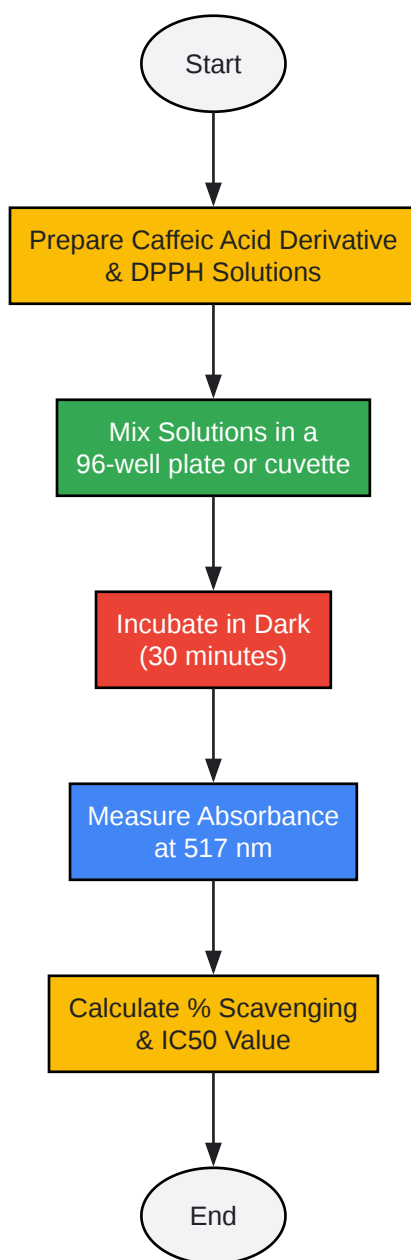 Start
Prepare Caffeic Acid Derivative
& DPPH Solutions
Mix Solutions in a
96-well plate or cuvette
Incubate in Dark
(30 minutes)
Measure Absorbance
at 517 nm
Calculate % Scavenging
& IC50 Value
End